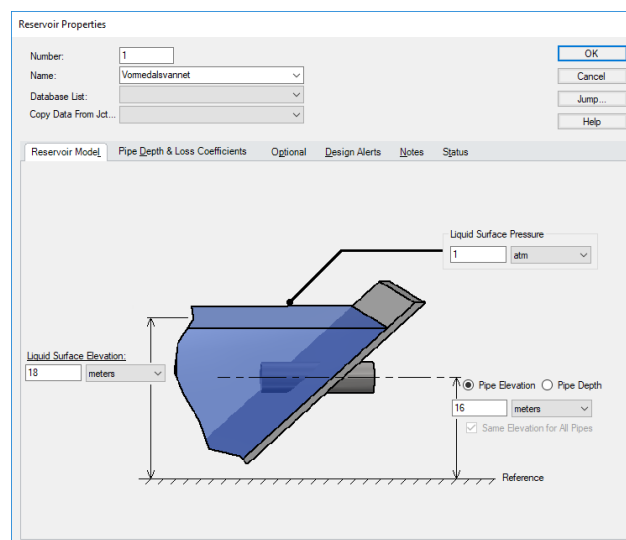 Reservoir Properties
Number: 1
Name: Vormedalsvannet
Database List:
Copy Data From Jct...
OK
Cancel
Jump...
Help
Reservoir Model Pipe Depth & Loss Coefficients Optional Design Alerts Notes Status
Liquid Surface Pressure
1 atm
Liquid Surface Elevation:
18 meters
Pipe Elevation Pipe Depth
16 meters
Same Elevation for All Pipes
Reference